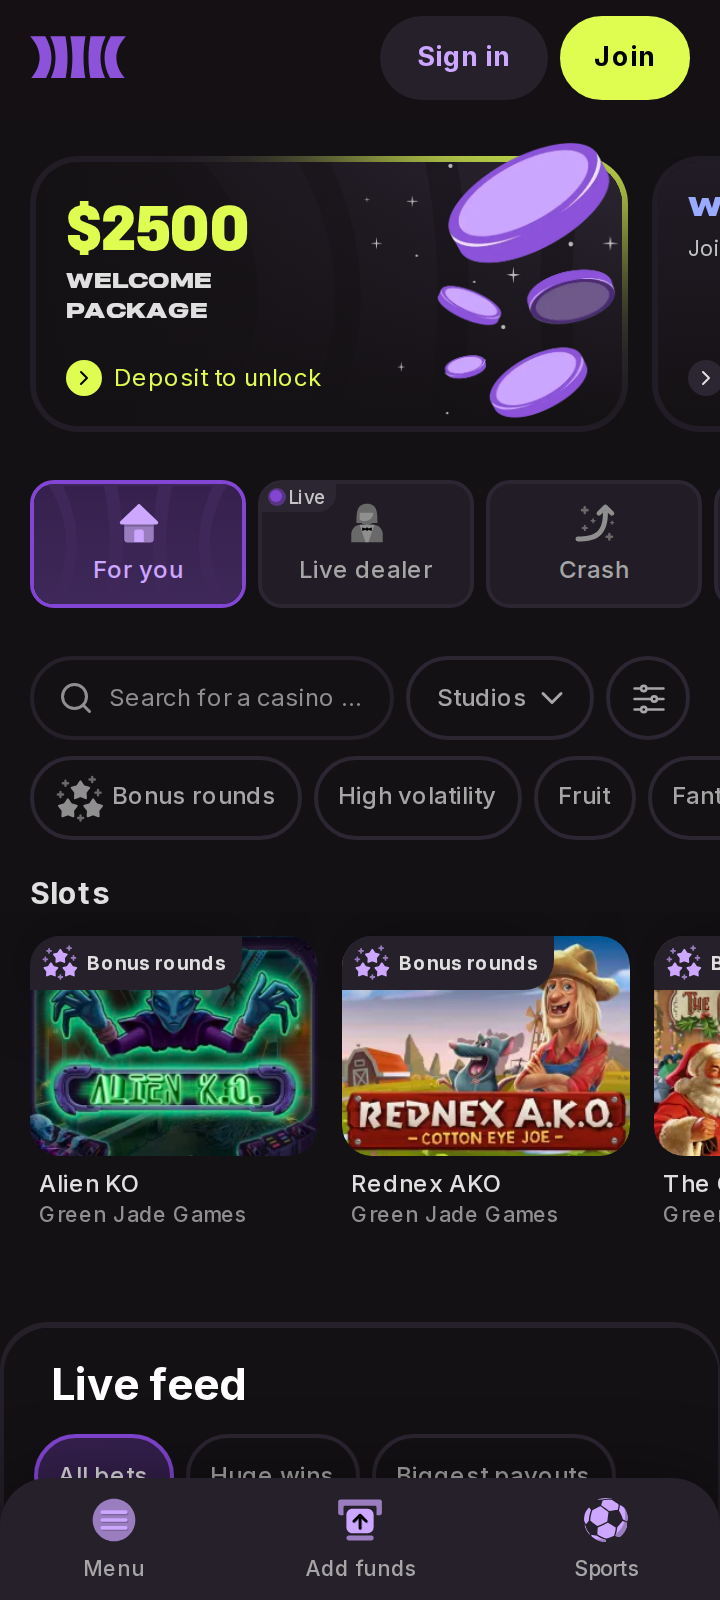 Sign in
Join
$2500
WELCOME
PACKAGE
Deposit to unlock
W
Joi
Live
For you
Live dealer
Crash
Search for a casino ...
Studios
Bonus rounds
High volatility
Fruit
Fant
Slots
Bonus rounds
Bonus rounds
B
ALIEN K.O.
REDNEX A.K.O.
- COTTON EYE JOE -
THE
Alien KO
Rednex AKO
The
Green Jade Games
Green Jade Games
Green
Live feed
All bets
Huge wins
Biggest payouts
Menu
Add funds
Sports